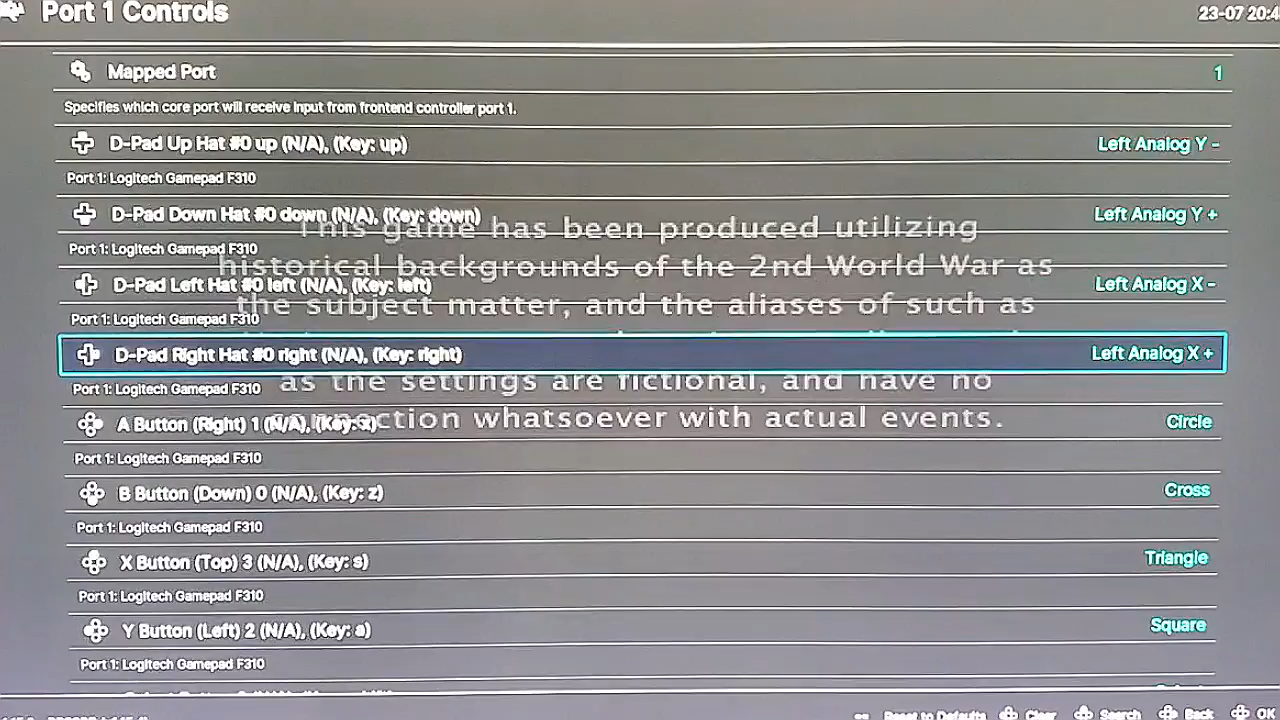 Port 1 Controls
23-07 20:4
Mapped Port
1
Specifies which core port will receive input from frontend controller port 1.
D-Pad Up Hat #0 up (N/A), (Key: up)
Left Analog Y -
Port 1: Logitech Gamepad F310
D-Pad Down Hat #0 down (N/A), (Key: down)
Left Analog Y +
This game has been produced utilizing
Port 1: Logitech Gamepad F310
historical backgrounds of the 2nd World War as
D-Pad Left Hat #0 left (N/A), (Key: left)
Left Analog X -
the subject matter, and the aliases of such as
Port 1: Logitech Gamepad F310
D-Pad Right Hat #0 right (N/A), (Key: right)
Left Analog X +
as the settings are fictional, and have no
Port 1: Logitech Gamepad F310
connection whatsoever with actual events.
A Button (Right) 1 (N/A), (Key: x)
Circle
Port 1: Logitech Gamepad F310
B Button (Down) 0 (N/A), (Key: z)
Cross
Port 1: Logitech Gamepad F310
X Button (Top) 3 (N/A), (Key: s)
Triangle
Port 1: Logitech Gamepad F310
Y Button (Left) 2 (N/A), (Key: a)
Square
Port 1: Logitech Gamepad F310
Reset to Defaults
Clear
Search
Back
OK